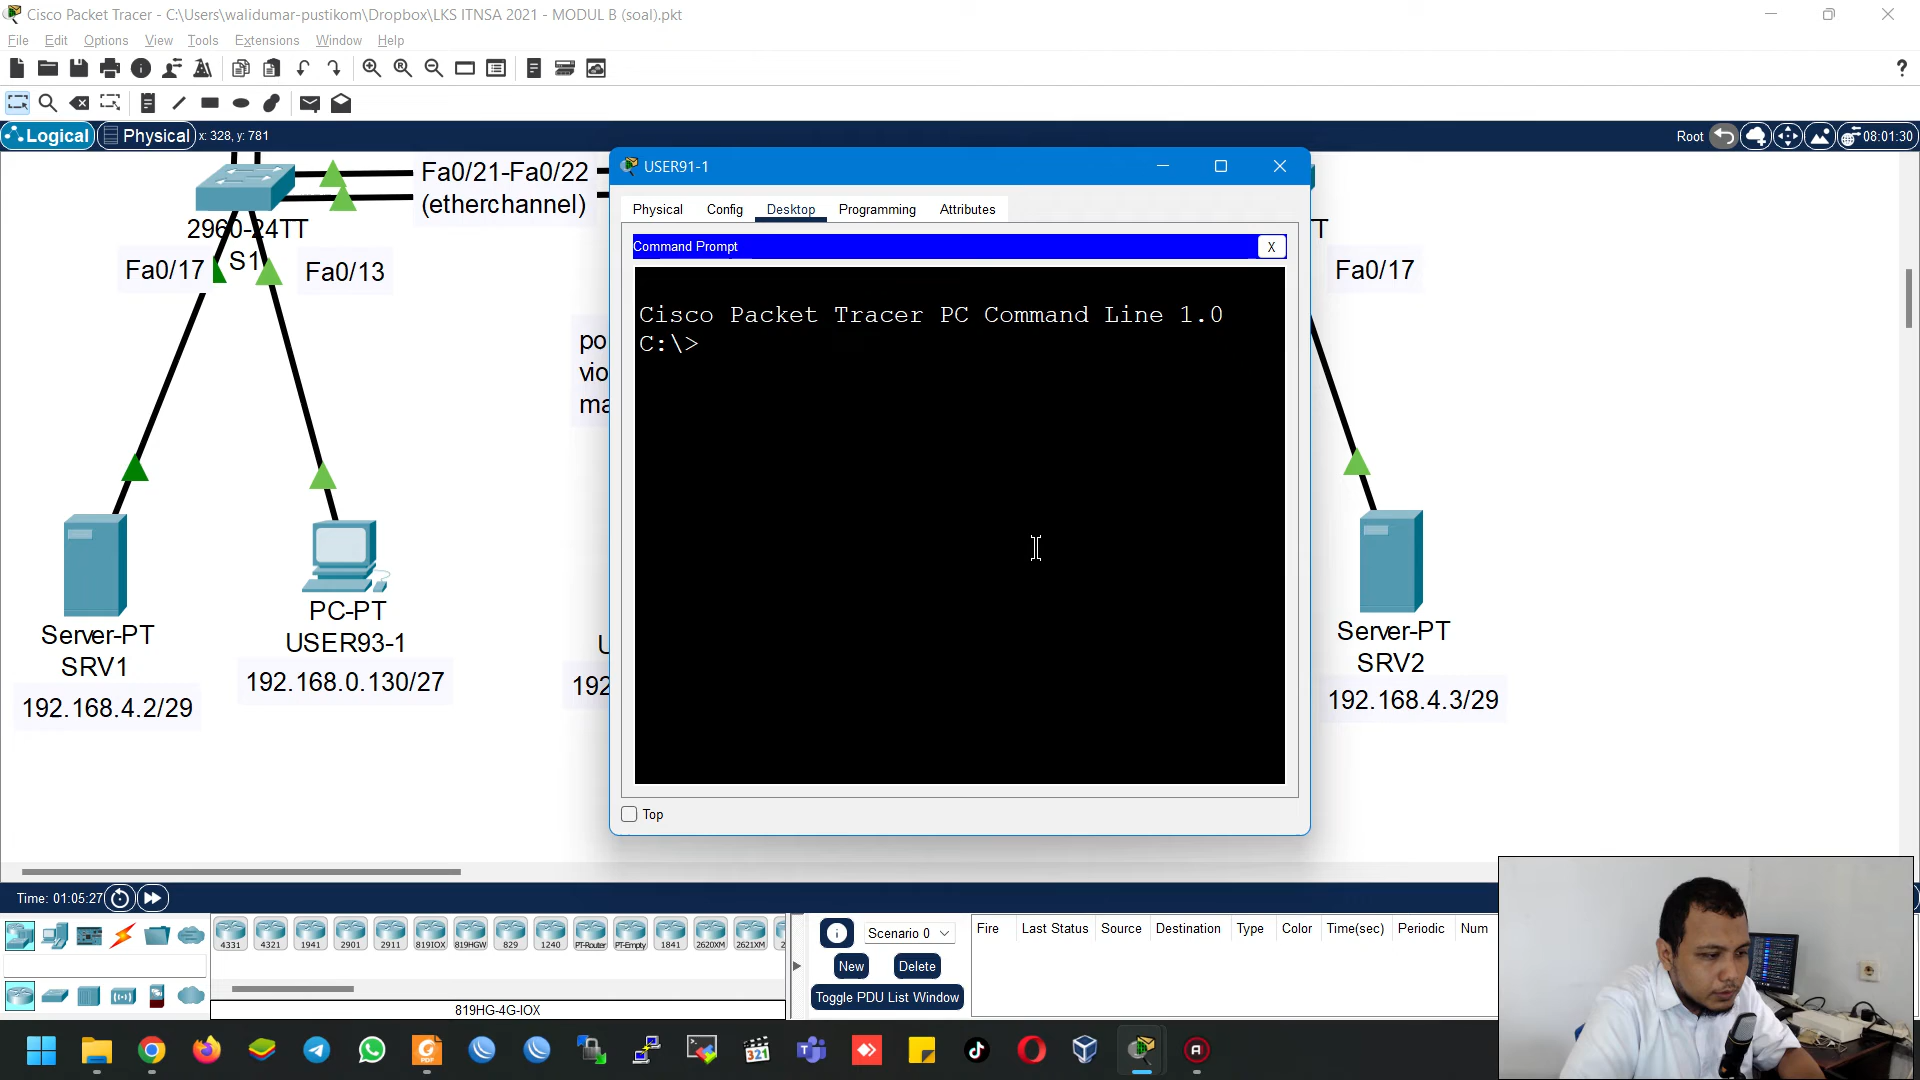 Cisco Packet Tracer - C:\Users\walidumar-pustikom\Dropbox\LKS ITNSA 2021 - MODUL B (soal).pkt
File Edit Options View Tools Extensions Window Help
?
Logical Physical x: 328, y: 781
Root 08:01:30
Fa0/21-Fa0/22
(etherchannel)
2960-24TT
S1
Fa0/17
Fa0/13
po
vio
ma
USER91-1
Physical Config Desktop Programming Attributes
Command Prompt
X
Cisco Packet Tracer PC Command Line 1.0
C:\>
Top
T
Fa0/17
Server-PT
SRV1
192.168.4.2/29
PC-PT
USER93-1
192.168.0.130/27
U
192
Server-PT
SRV2
192.168.4.3/29
Time: 01:05:27
4331 4321 1941 2901 2911 819IOX 819HGW 829 1240 PT-Router PT-Empty 1841 2620XM 2621XM 2
819HG-4G-IOX
Scenario 0
New Delete
Toggle PDU List Window
Fire Last Status Source Destination Type Color Time(sec) Periodic Num
321